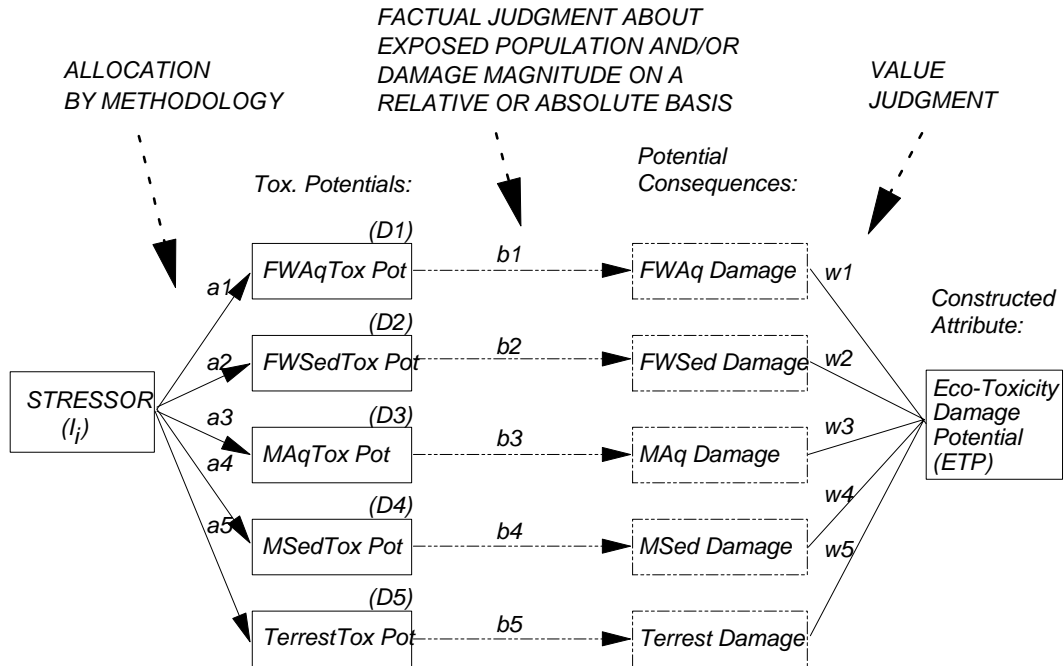 FACTUAL JUDGMENT ABOUT
EXPOSED POPULATION AND/OR
DAMAGE MAGNITUDE ON A
RELATIVE OR ABSOLUTE BASIS
ALLOCATION
BY METHODOLOGY
VALUE
JUDGMENT
Tox. Potentials:
Potential
Consequences:
(D1)
FWAqTox Pot
b1
FWAq Damage
w1
a1
Constructed
Attribute:
(D2)
FWSedTox Pot
b2
FWSed Damage
w2
a2
STRESSOR
(Ii)
Eco-Toxicity
Damage
Potential
(ETP)
(D3)
a3
MAqTox Pot
b3
MAq Damage
w3
a4
(D4)
MSedTox Pot
b4
MSed Damage
w4
a5
w5
(D5)
TerrestTox Pot
b5
Terrest Damage